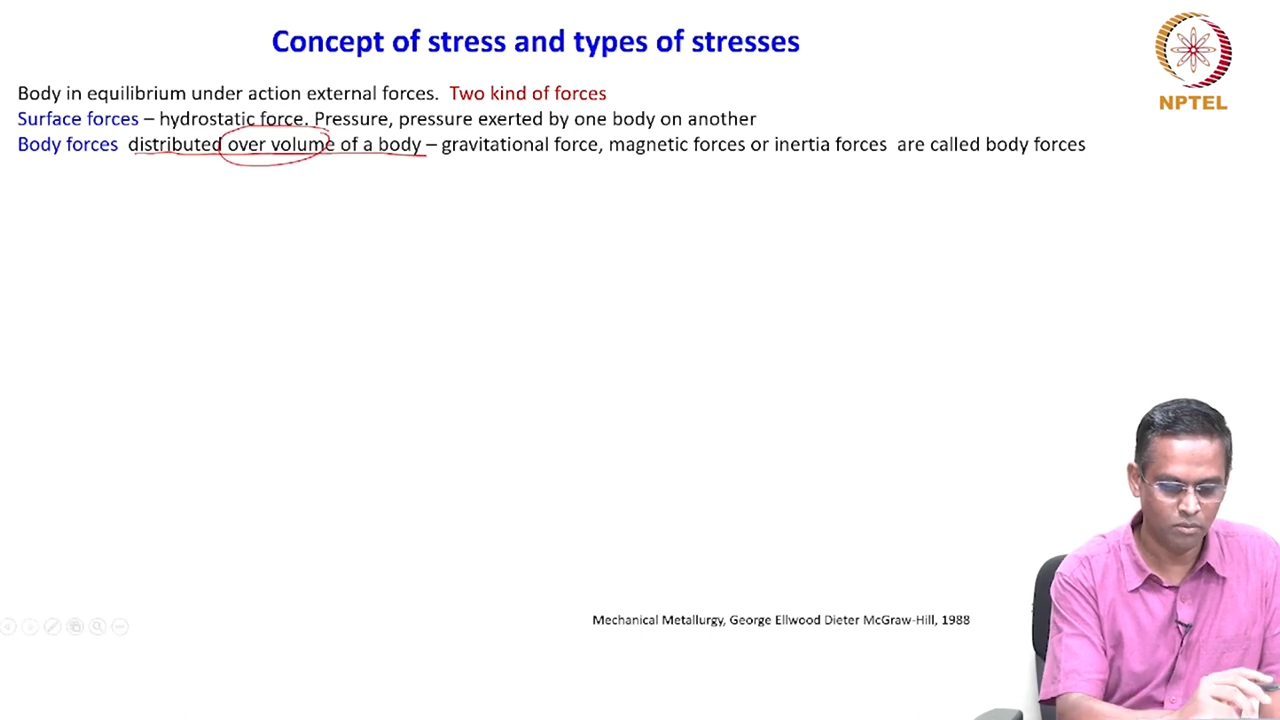 Concept of stress and types of stresses
NPTEL
Body in equilibrium under action external forces. Two kind of forces
Surface forces – hydrostatic force. Pressure, pressure exerted by one body on another
Body forces distributed over volume of a body – gravitational force, magnetic forces or inertia forces are called body forces
Mechanical Metallurgy, George Ellwood Dieter McGraw-Hill, 1988